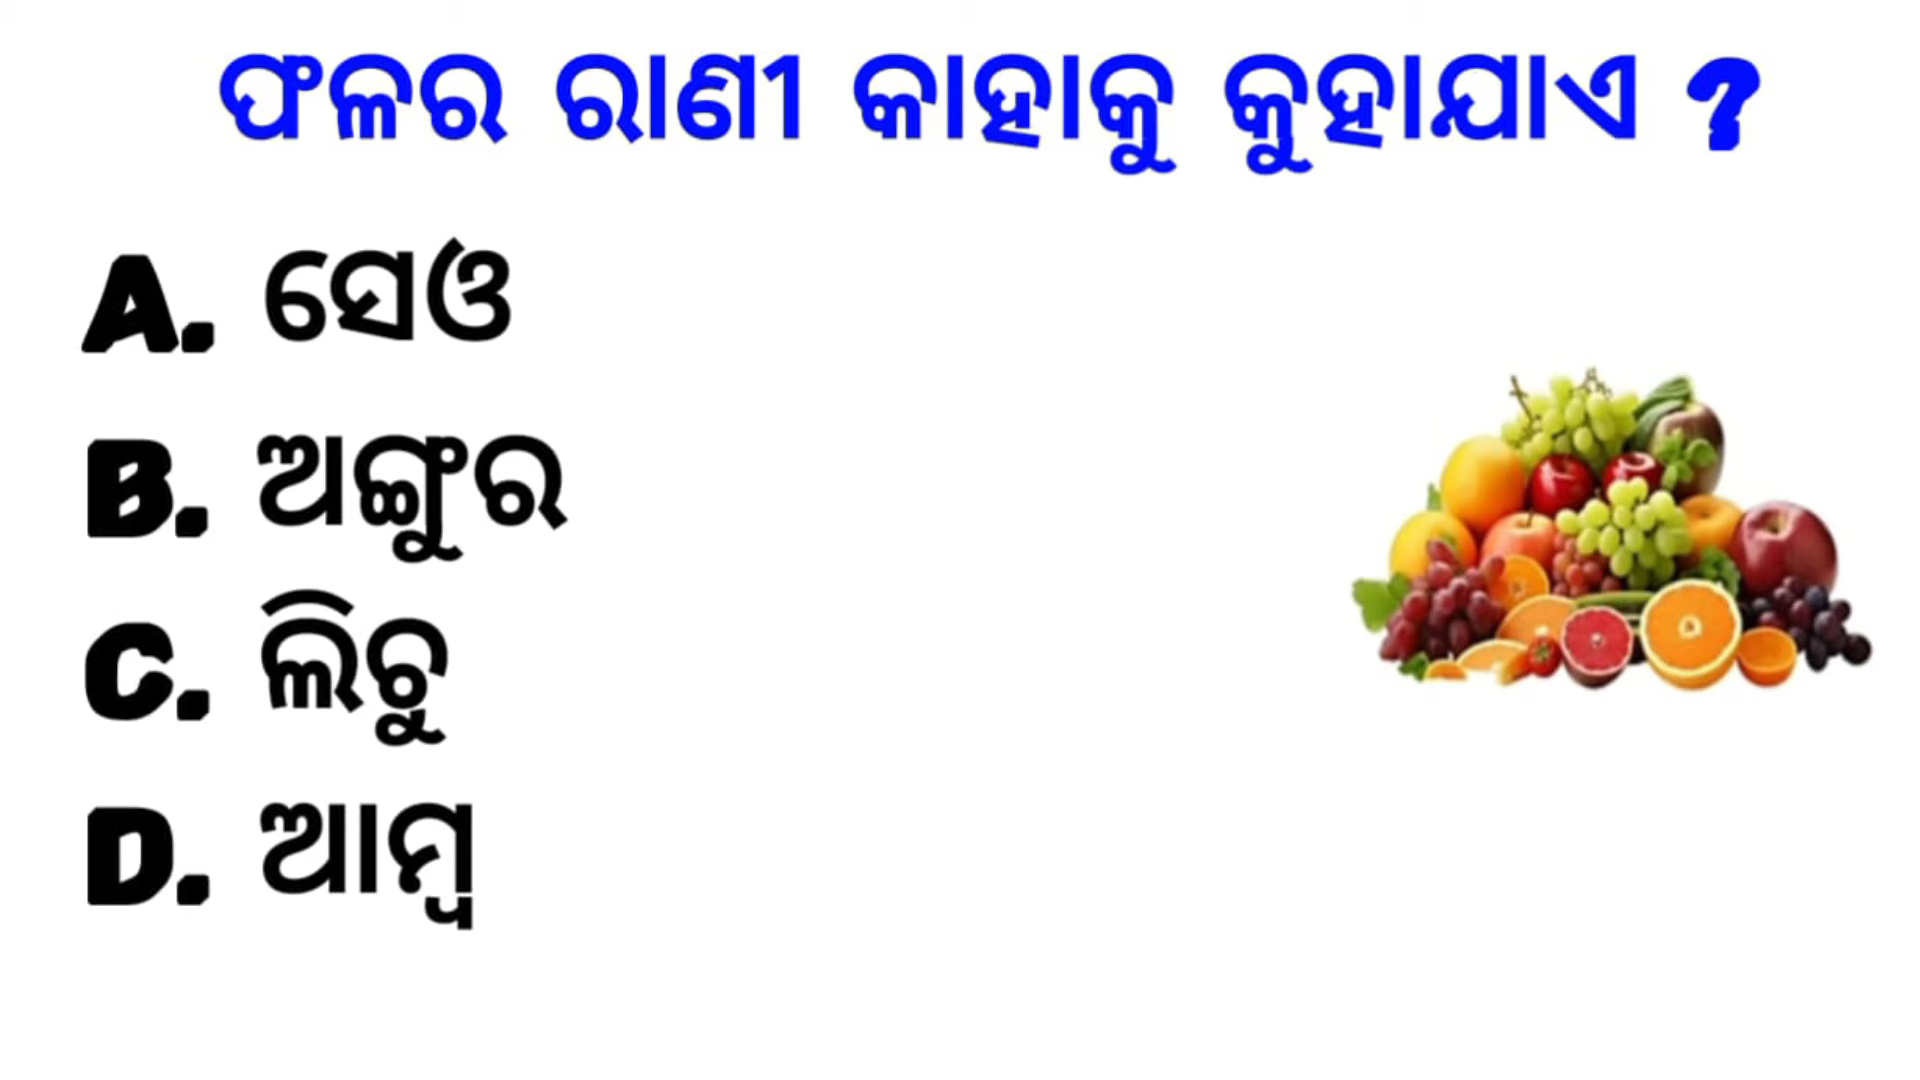 ଫଳର ରାଣୀ କାହାକୁ କୁହାଯାଏ ?
A. ସେଓ
B. ଅଙ୍ଗୁର
C. ଲିଚୁ
D. ଆମ୍ବ